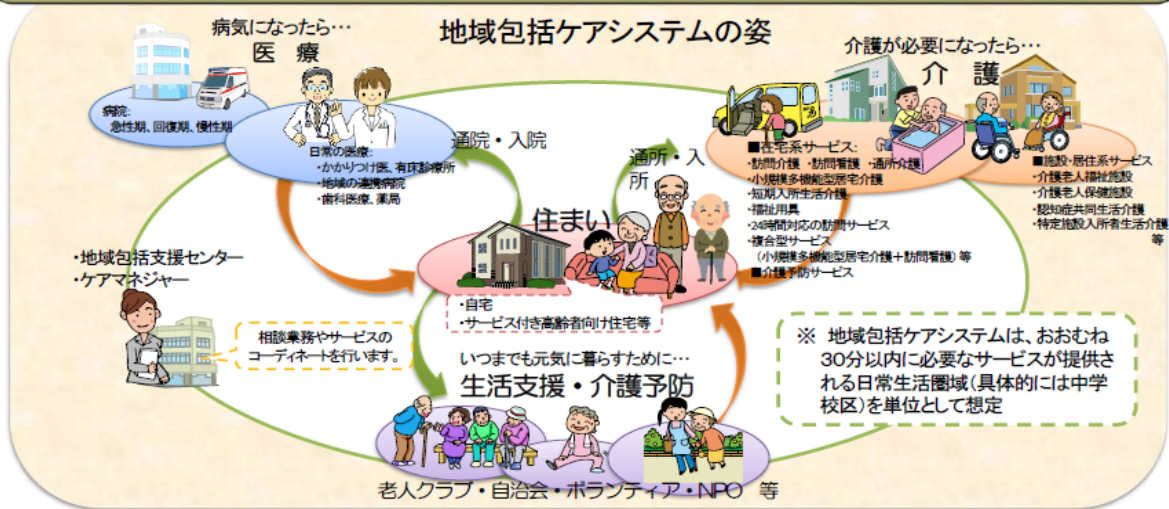 地域包括ケアシステムの姿
病気になったら…
医 療
病院:
急性期、回復期、慢性期
日常の医療:
・かかりつけ医、有床診療所
・地域の連携病院
・歯科医療、薬局
通院・入院
通所・入
所
介護が必要になったら…
介 護
■在宅系サービス:
・訪問介護 ・訪問看護 ・通所介護
・小規模多機能型居宅介護
・短期入所生活介護
・福祉用具
・24時間対応の訪問サービス
・複合型サービス
(小規模多機能型居宅介護+訪問看護)等
■介護予防サービス
■施設・居住系サービス
・介護老人福祉施設
・介護老人保健施設
・認知症共同生活介護
・特定施設入所者生活介護
等
住まい
・自宅
・サービス付き高齢者向け住宅等
・地域包括支援センター
・ケアマネジャー
相談業務やサービスの
コーディネートを行います。
いつまでも元気に暮らすために…
生活支援・介護予防
老人クラブ・自治会・ボランティア・NPO 等
※ 地域包括ケアシステムは、おおむね
30分以内に必要なサービスが提供さ
れる日常生活圏域(具体的には中学
校区)を単位として想定